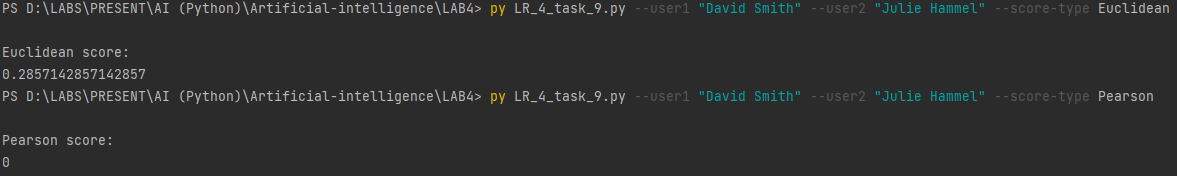 PS D:\LABS\PRESENT\AI (Python)\Artificial-intelligence\LAB4> py LR_4_task_9.py --user1 "David Smith" --user2 "Julie Hammel" --score-type Euclidean
Euclidean score:
0.2857142857142857
PS D:\LABS\PRESENT\AI (Python)\Artificial-intelligence\LAB4> py LR_4_task_9.py --user1 "David Smith" --user2 "Julie Hammel" --score-type Pearson
Pearson score:
0